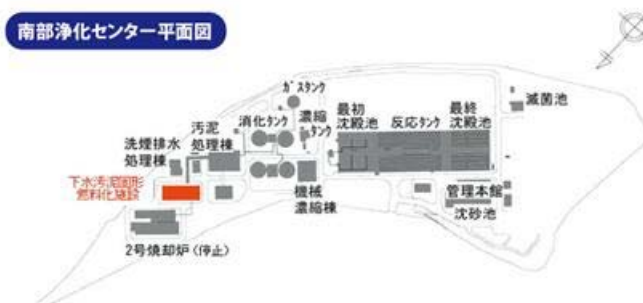 南部浄化センター平面図
ガスタンク
滅菌池
消化タンク
濃縮
タンク
最初
沈殿池
反応タンク
最終
沈殿池
汚泥
処理棟
洗煙排水
処理棟
下水汚泥固形
燃料化施設
機械
濃縮棟
管理本館
沈砂池
2号焼却炉(停止)